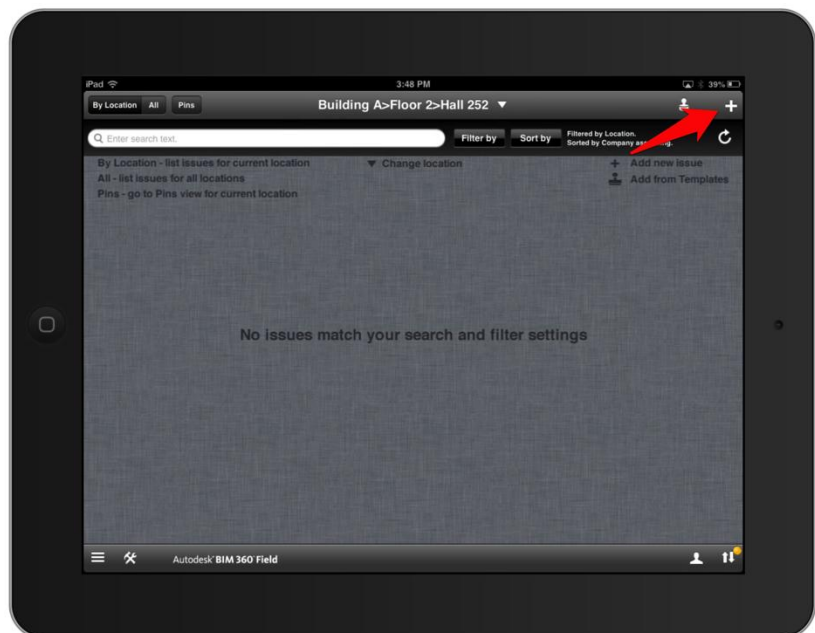 iPad 3:48 PM 39%
By Location All Pins Building A>Floor 2>Hall 252 ▼ +
Enter search text. Filter by Sort by Filtered by Location.
Sorted by Company
By Location - list issues for current location ▼ Change location + Add new issue
All - list issues for all locations Add from Templates
Pins - go to Pins view for current location
No issues match your search and filter settings
Autodesk® BIM 360® Field